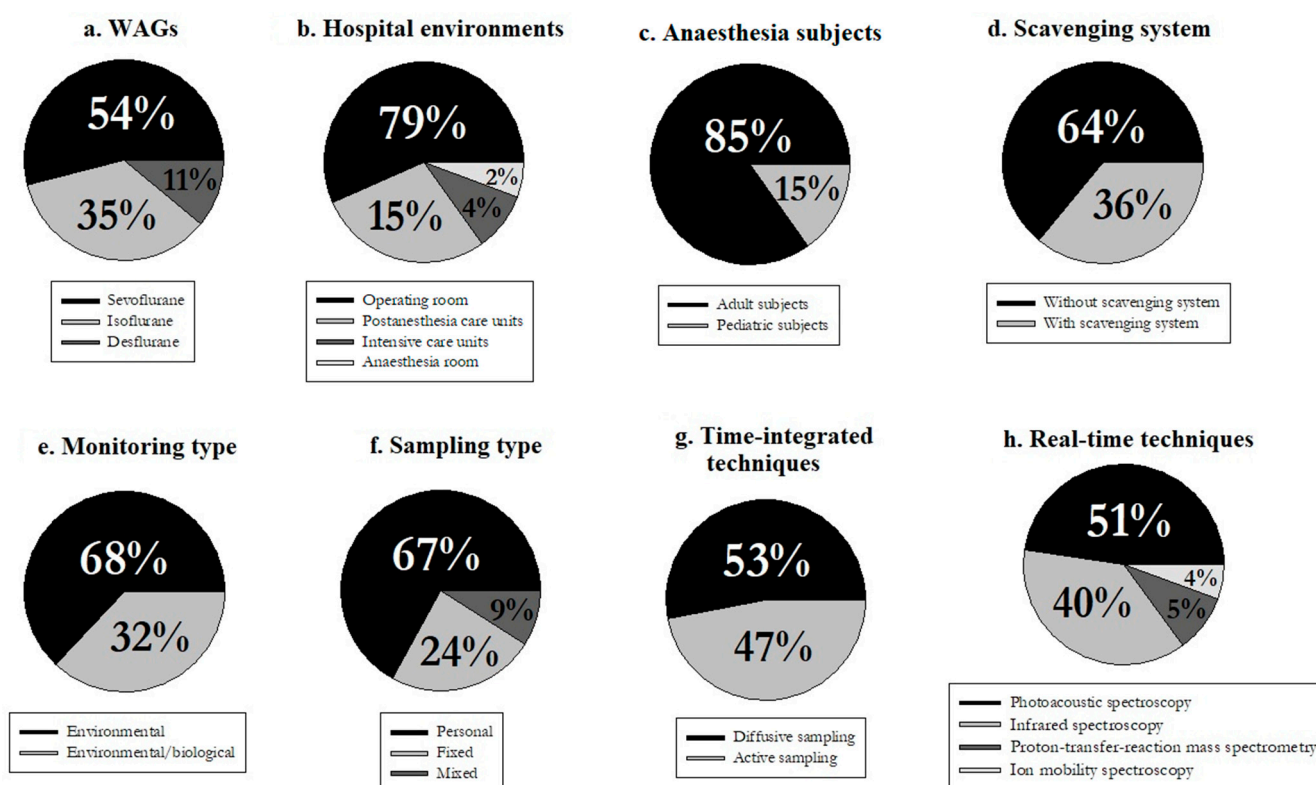 a. WAGs
54%
11%
35%
Sevoflurane
Isoflurane
Desflurane
b. Hospital environments
79%
2%
4%
15%
Operating room
Postanesthesia care units
Intensive care units
Anaesthesia room
c. Anaesthesia subjects
85%
15%
Adult subjects
Pediatric subjects
d. Scavenging system
64%
36%
Without scavenging system
With scavenging system
e. Monitoring type
68%
32%
Environmental
Environmental/biological
f. Sampling type
67%
9%
24%
Personal
Fixed
Mixed
g. Time-integrated
techniques
53%
47%
Diffusive sampling
Active sampling
h. Real-time techniques
51%
4%
5%
40%
Photoacoustic spectroscopy
Infrared spectroscopy
Proton-transfer-reaction mass spectrometry
Ion mobility spectroscopy